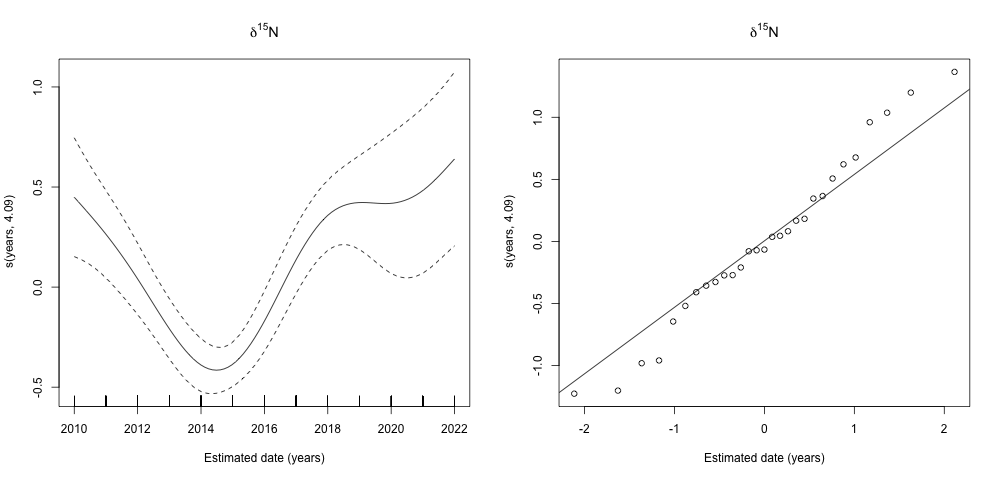 δ¹⁵N
s(years, 4.09)
1.0
0.5
0.0
-0.5
2010 2012 2014 2016 2018 2020 2022
Estimated date (years)
δ¹⁵N
s(years, 4.09)
1.0
0.5
0.0
-0.5
-1.0
-2 -1 0 1 2
Estimated date (years)